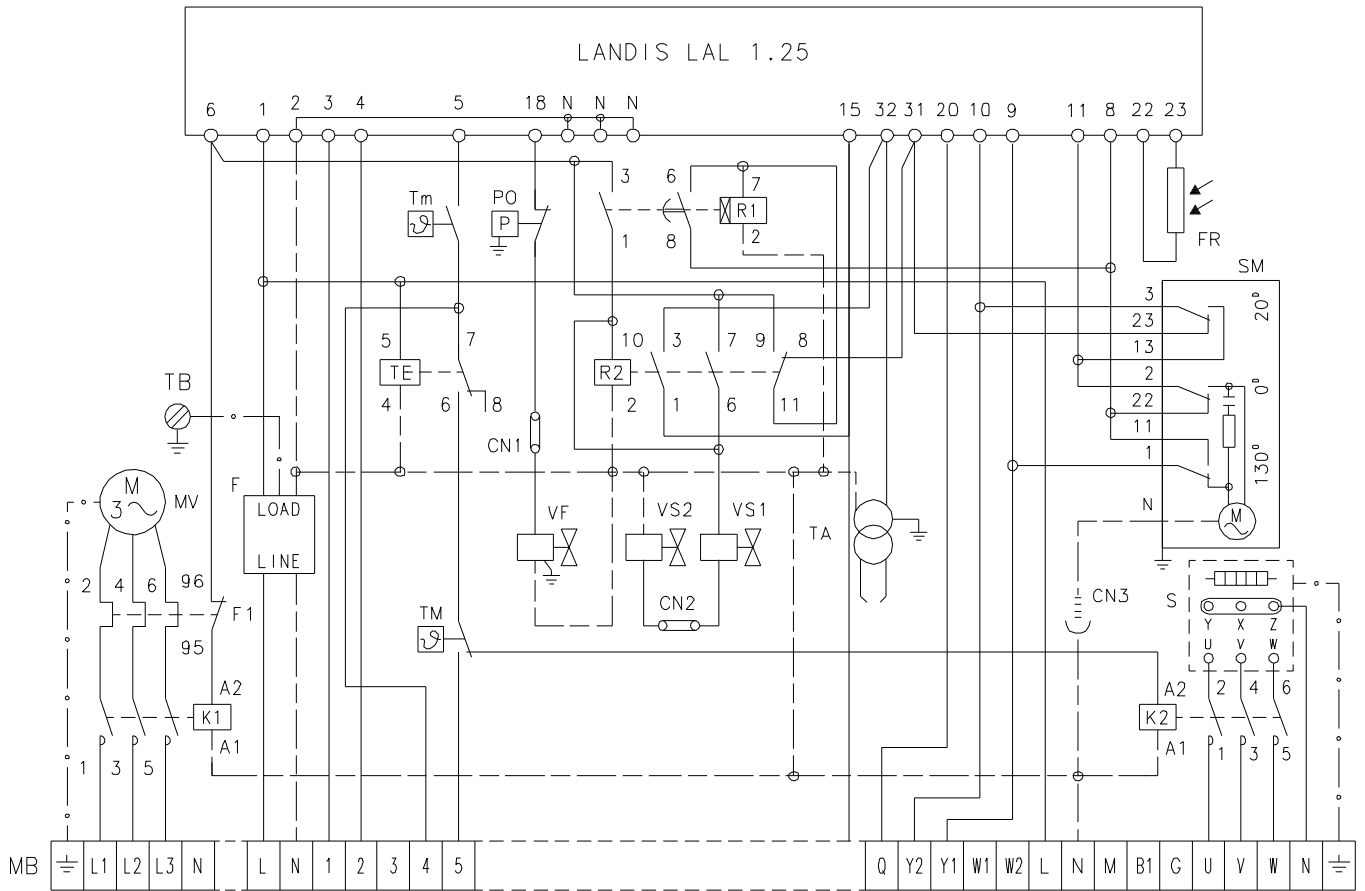 LANDIS LAL 1.25
6 1 2 3 4 5 18 N N N 15 32 31 20 10 9 11 8 22 23
3 6 7
Tm PO P R1
ϑ
1 8 2 FR
SM
3 20°
23
5 7 10 3 7 9 8 13
TE R2 2 0°
TB 4 6 8 2 1 6 11 22
CN1 11
1 130°
M 3 MV F LOAD N M
VF VS2 VS1 TA
LINE
2 4 6 96 CN2 CN3 S
F1 TM Y X Z
ϑ U V W
95
A2 A2 2 4 6
K1 K2
A1 A1
1 3 5 1 3 5
MB L1 L2 L3 N L N 1 2 3 4 5 Q Y2 Y1 W1 W2 L N M B1 G U V W N